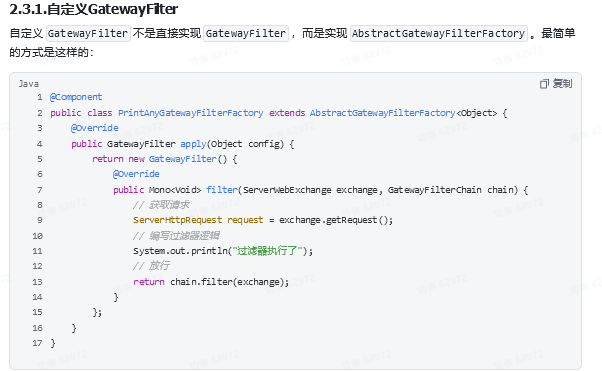 2.3.1.自定义GatewayFilter
自定义 GatewayFilter 不是直接实现 GatewayFilter ，而是实现 AbstractGatewayFilterFactory 。最简单
的方式是这样的：
Java 复制
1 @Component
2 public class PrintAnyGatewayFilterFactory extends AbstractGatewayFilterFactory<Object> {
3 @Override
4 public GatewayFilter apply(Object config) {
5 return new GatewayFilter() {
6 @Override
7 public Mono<Void> filter(ServerWebExchange exchange, GatewayFilterChain chain) {
8 // 获取请求
9 ServerHttpRequest request = exchange.getRequest();
10 // 编写过滤器逻辑
11 System.out.println("过滤器执行了");
12 // 放行
13 return chain.filter(exchange);
14 }
15 };
16 }
17 }